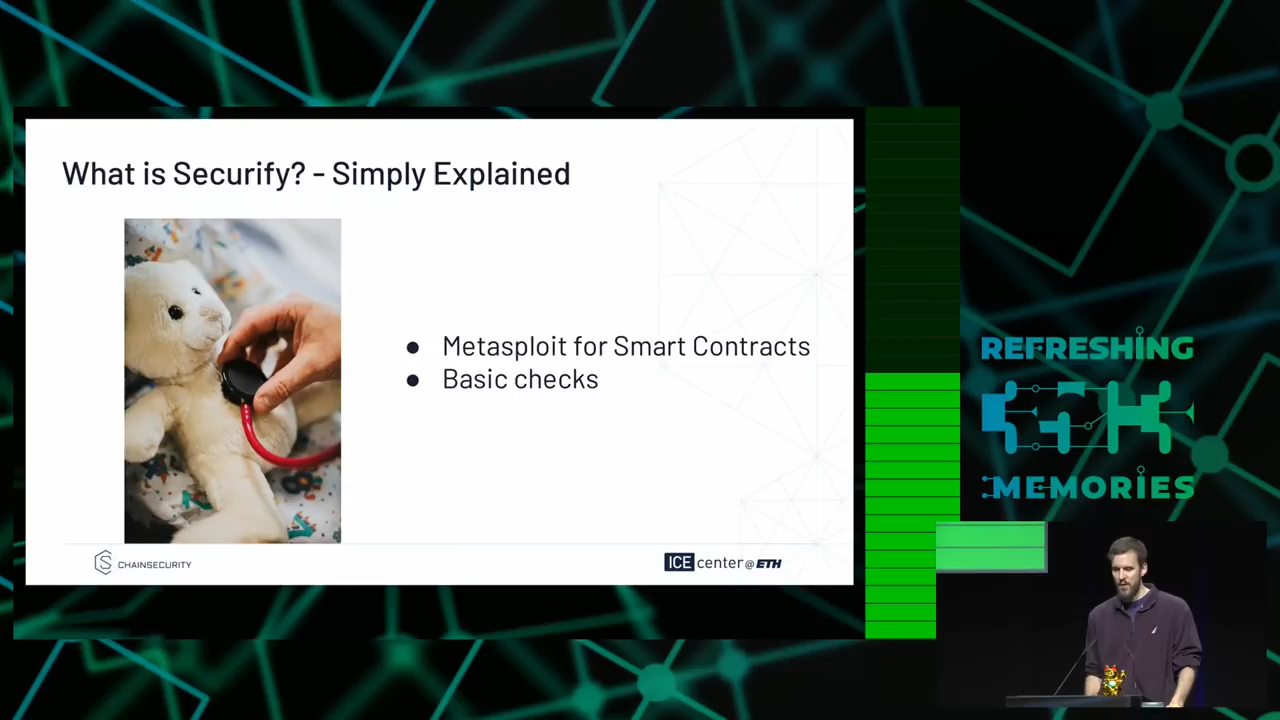 What is Securify? - Simply Explained
● Metasploit for Smart Contracts
● Basic checks
CHAINSECURITY
ICE center @ ETH
REFRESHING
MEMORIES